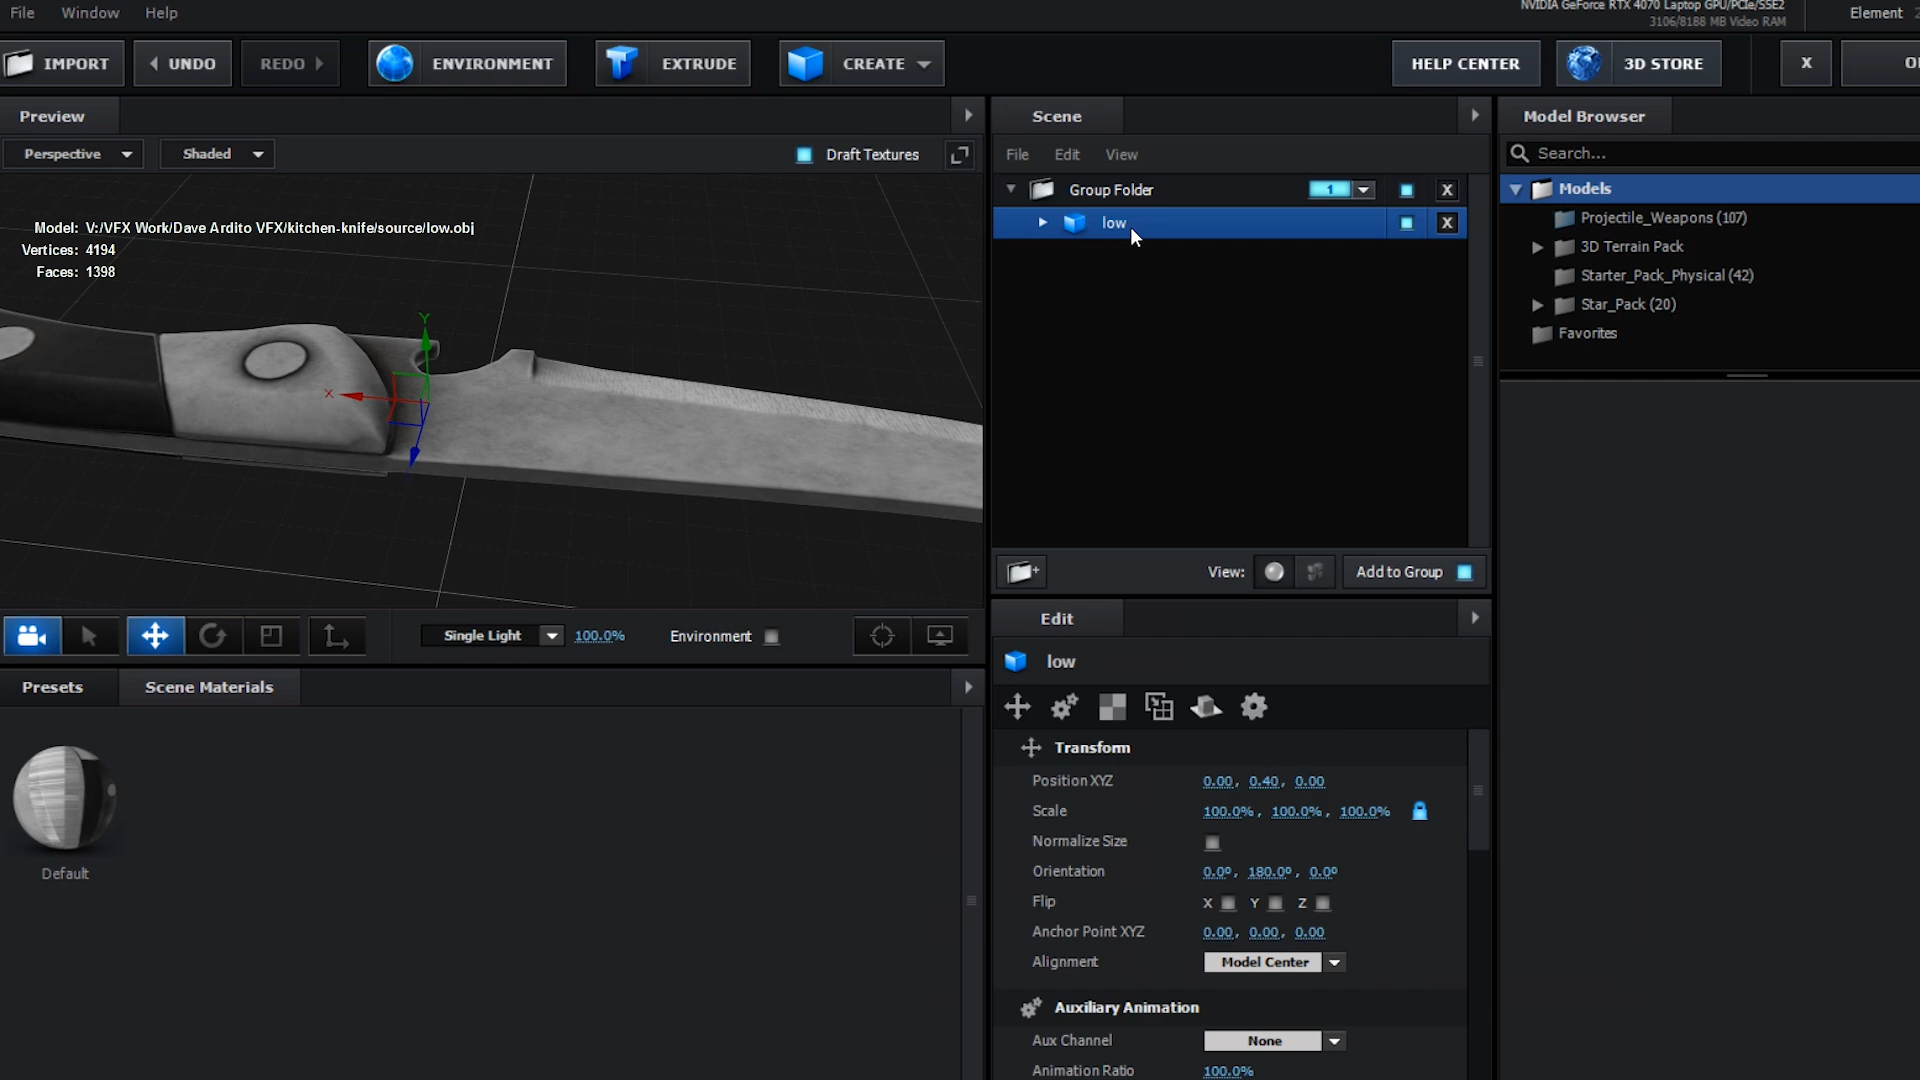 File Window Help
NVIDIA GeForce RTX 4070 Laptop GPU/PCIe/SSE2
3106/8188 MB Video RAM
Element
IMPORT UNDO REDO ENVIRONMENT EXTRUDE CREATE HELP CENTER 3D STORE X
Preview
Perspective Shaded Draft Textures
Model: V:/VFX Work/Dave Ardito VFX/kitchen-knife/source/low.obj
Vertices: 4194
Faces: 1398
Y
X
Single Light 100.0% Environment
Presets Scene Materials
Default
Scene
File Edit View
Group Folder 1 X
low X
View: Add to Group
Edit
low
Transform
Position XYZ 0.00, 0.40, 0.00
Scale 100.0%, 100.0%, 100.0%
Normalize Size
Orientation 0.0º, 180.0º, 0.0º
Flip X Y Z
Anchor Point XYZ 0.00, 0.00, 0.00
Alignment Model Center
Auxiliary Animation
Aux Channel None
Animation Ratio 100.0%
Model Browser
Search...
Models
Projectile_Weapons (107)
3D Terrain Pack
Starter_Pack_Physical (42)
Star_Pack (20)
Favorites